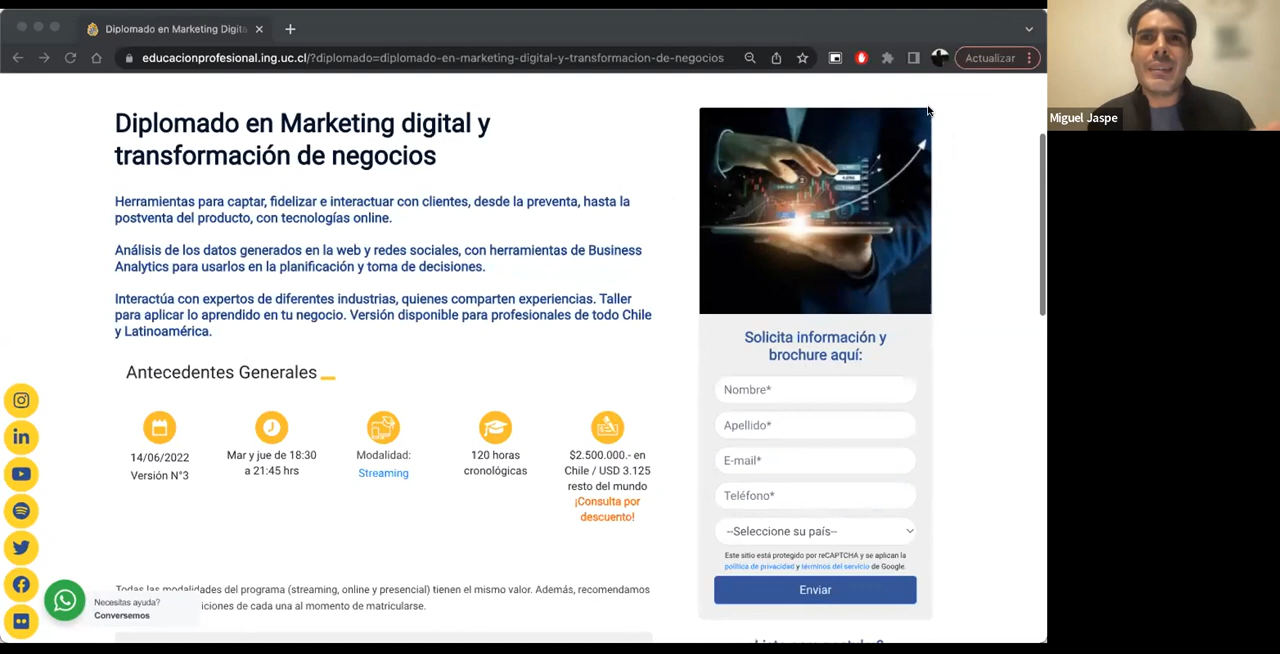 Diplomado en Marketing Digita
educacionprofesional.ing.uc.cl/?diplomado=diplomado-en-marketing-digital-y-transformacion-de-negocios
Actualizar
Miguel Jaspe
Diplomado en Marketing digital y
transformación de negocios
Herramientas para captar, fidelizar e interactuar con clientes, desde la preventa, hasta la
postventa del producto, con tecnologías online.
Análisis de los datos generados en la web y redes sociales, con herramientas de Business
Analytics para usarlos en la planificación y toma de decisiones.
Interactúa con expertos de diferentes industrias, quienes comparten experiencias. Taller
para aplicar lo aprendido en tu negocio. Versión disponible para profesionales de todo Chile
y Latinoamérica.
Antecedentes Generales
14/06/2022
Versión N°3
Mar y jue de 18:30
a 21:45 hrs
Modalidad:
Streaming
120 horas
cronológicas
$2.500.000.- en
Chile / USD 3.125
resto del mundo
¡Consulta por
descuento!
Todas las modalidades del programa (streaming, online y presencial) tienen el mismo valor. Además, recomendamos
iciones de cada una al momento de matricularse.
Necesitas ayuda?
Conversemos
Solicita información y
brochure aquí:
Nombre*
Apellido*
E-mail*
Teléfono*
--Seleccione su país--
Este sitio está protegido por reCAPTCHA y se aplican la
política de privacidad y términos del servicio de Google.
Enviar